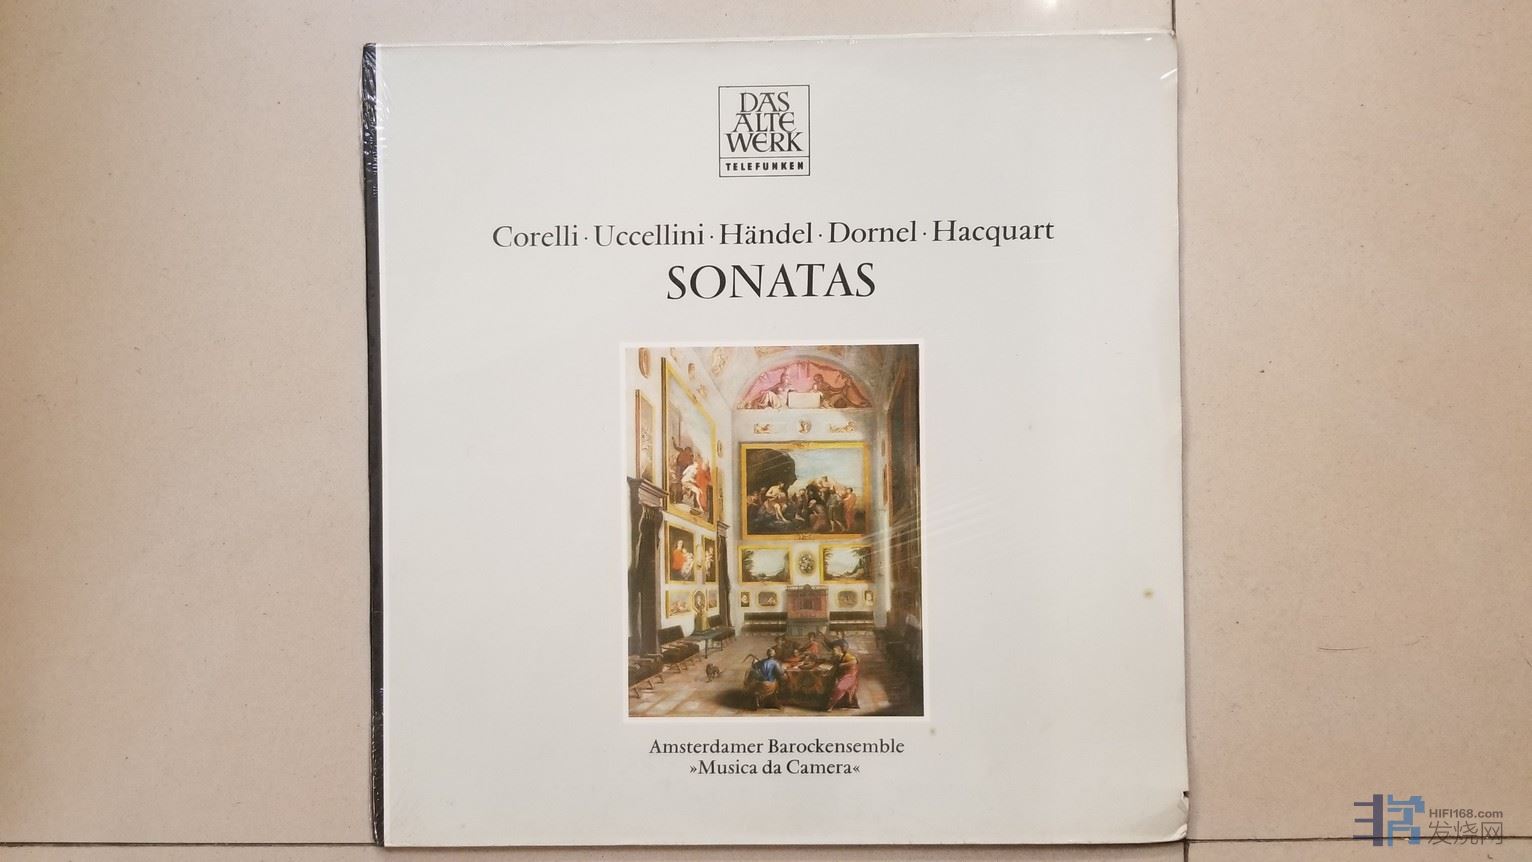 DAS
ALTE
WERK
TELEFUNKEN
Corelli · Uccellini · Händel · Dornel · Hacquart
SONATAS
Amsterdamer Barockensemble
»Musica da Camera«
HIFI168.com
发烧网